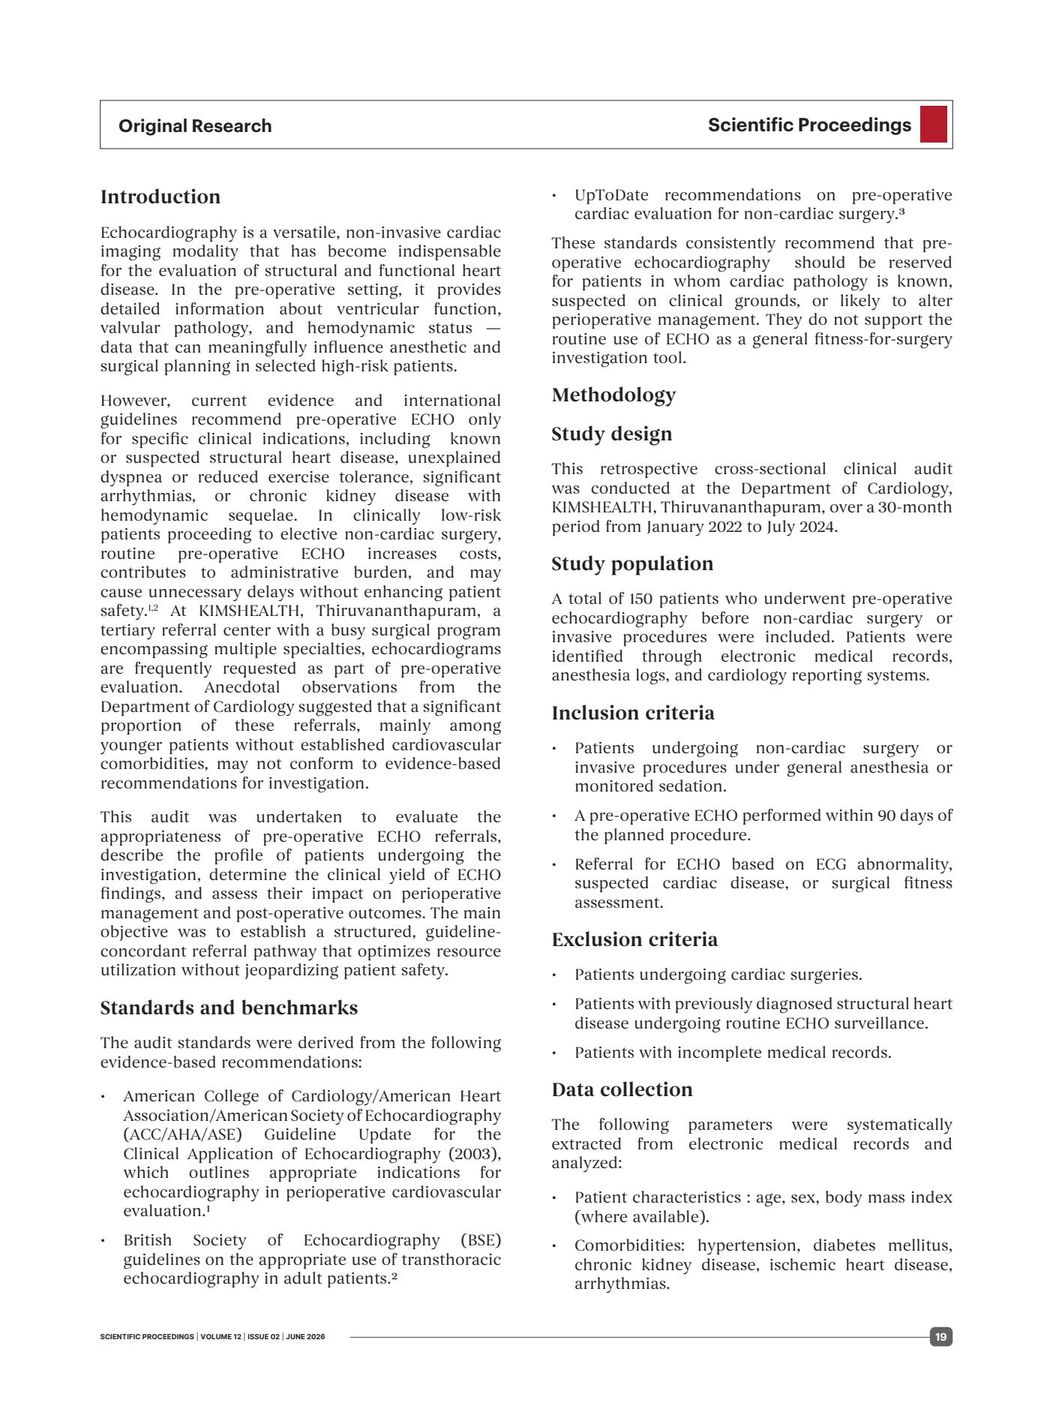 Original Research
Scientific Proceedings
Introduction
Echocardiography is a versatile, non-invasive cardiac
imaging modality that has become indispensable
for the evaluation of structural and functional heart
disease. In the pre-operative setting, it provides
detailed information about ventricular function,
valvular pathology, and hemodynamic status —
data that can meaningfully influence anesthetic and
surgical planning in selected high-risk patients.
However, current evidence and international
guidelines recommend pre-operative ECHO only
for specific clinical indications, including known
or suspected structural heart disease, unexplained
dyspnea or reduced exercise tolerance, significant
arrhythmias, or chronic kidney disease with
hemodynamic sequelae. In clinically low-risk
patients proceeding to elective non-cardiac surgery,
routine pre-operative ECHO increases costs,
contributes to administrative burden, and may
cause unnecessary delays without enhancing patient
safety.¹,² At KIMSHEALTH, Thiruvananthapuram, a
tertiary referral center with a busy surgical program
encompassing multiple specialties, echocardiograms
are frequently requested as part of pre-operative
evaluation. Anecdotal observations from the
Department of Cardiology suggested that a significant
proportion of these referrals, mainly among
younger patients without established cardiovascular
comorbidities, may not conform to evidence-based
recommendations for investigation.
This audit was undertaken to evaluate the
appropriateness of pre-operative ECHO referrals,
describe the profile of patients undergoing the
investigation, determine the clinical yield of ECHO
findings, and assess their impact on perioperative
management and post-operative outcomes. The main
objective was to establish a structured, guideline-
concordant referral pathway that optimizes resource
utilization without jeopardizing patient safety.
Standards and benchmarks
The audit standards were derived from the following
evidence-based recommendations:
• American College of Cardiology/American Heart
Association/American Society of Echocardiography
(ACC/AHA/ASE) Guideline Update for the
Clinical Application of Echocardiography (2003),
which outlines appropriate indications for
echocardiography in perioperative cardiovascular
evaluation.¹
• British Society of Echocardiography (BSE)
guidelines on the appropriate use of transthoracic
echocardiography in adult patients.²
• UpToDate recommendations on pre-operative
cardiac evaluation for non-cardiac surgery.³
These standards consistently recommend that pre-
operative echocardiography should be reserved
for patients in whom cardiac pathology is known,
suspected on clinical grounds, or likely to alter
perioperative management. They do not support the
routine use of ECHO as a general fitness-for-surgery
investigation tool.
Methodology
Study design
This retrospective cross-sectional clinical audit
was conducted at the Department of Cardiology,
KIMSHEALTH, Thiruvananthapuram, over a 30-month
period from January 2022 to July 2024.
Study population
A total of 150 patients who underwent pre-operative
echocardiography before non-cardiac surgery or
invasive procedures were included. Patients were
identified through electronic medical records,
anesthesia logs, and cardiology reporting systems.
Inclusion criteria
• Patients undergoing non-cardiac surgery or
invasive procedures under general anesthesia or
monitored sedation.
• A pre-operative ECHO performed within 90 days of
the planned procedure.
• Referral for ECHO based on ECG abnormality,
suspected cardiac disease, or surgical fitness
assessment.
Exclusion criteria
• Patients undergoing cardiac surgeries.
• Patients with previously diagnosed structural heart
disease undergoing routine ECHO surveillance.
• Patients with incomplete medical records.
Data collection
The following parameters were systematically
extracted from electronic medical records and
analyzed:
• Patient characteristics : age, sex, body mass index
(where available).
• Comorbidities: hypertension, diabetes mellitus,
chronic kidney disease, ischemic heart disease,
arrhythmias.
SCIENTIFIC PROCEEDINGS | VOLUME 12 | ISSUE 02 | JUNE 2026
19